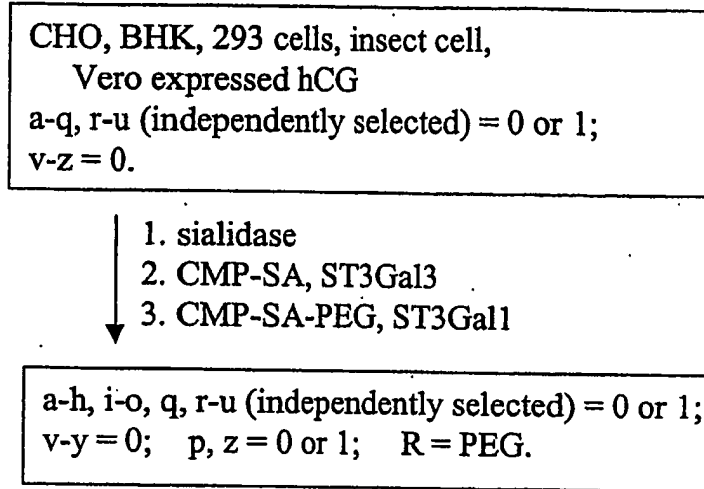 CHO, BHK, 293 cells, insect cell,
Vero expressed hCG
a-q, r-u (independently selected) = 0 or 1;
v-z = 0.
1. sialidase
2. CMP-SA, ST3Gal3
3. CMP-SA-PEG, ST3Gal1
a-h, i-o, q, r-u (independently selected) = 0 or 1;
v-y = 0; p, z = 0 or 1; R = PEG.